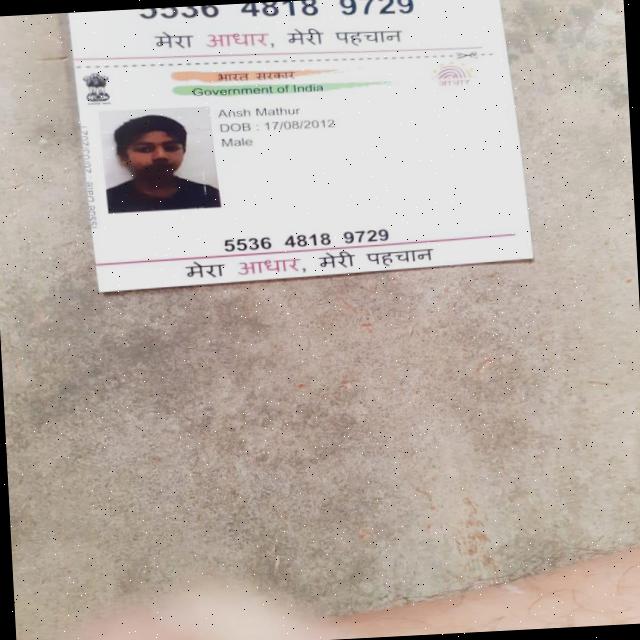 5536 4818 9729
मेरा आधार, मेरी पहचान
भारत सरकार
Government of India
आधार
Ansh Mathur
DOB : 17/08/2012
Male
5536 4818 9729
मेरा आधार, मेरी पहचान